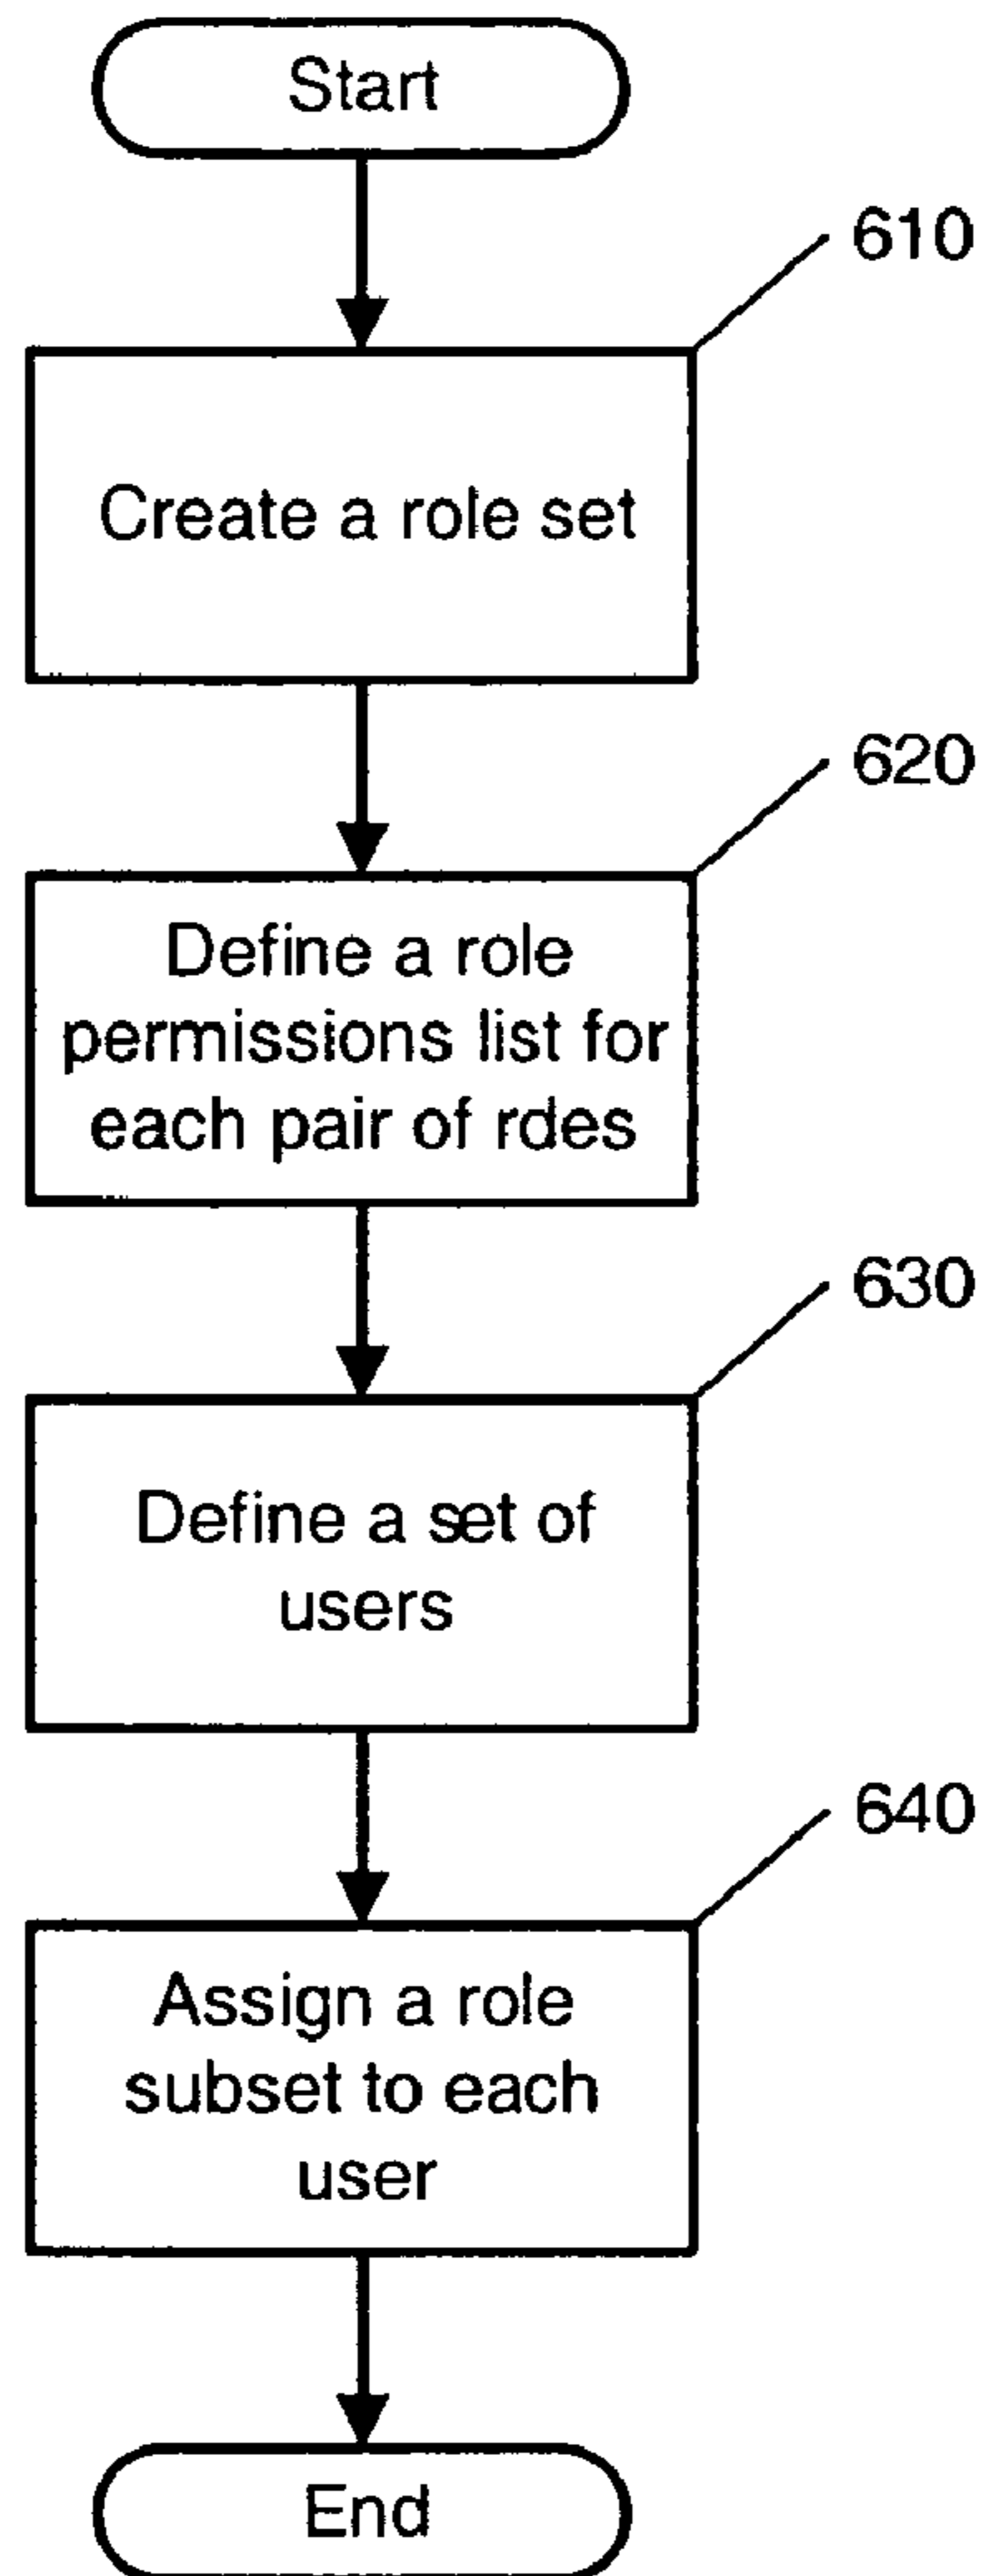 Start
610
Create a role set
620
Define a role
permissions list for
each pair of rdes
630
Define a set of
users
640
Assign a role
subset to each
user
End